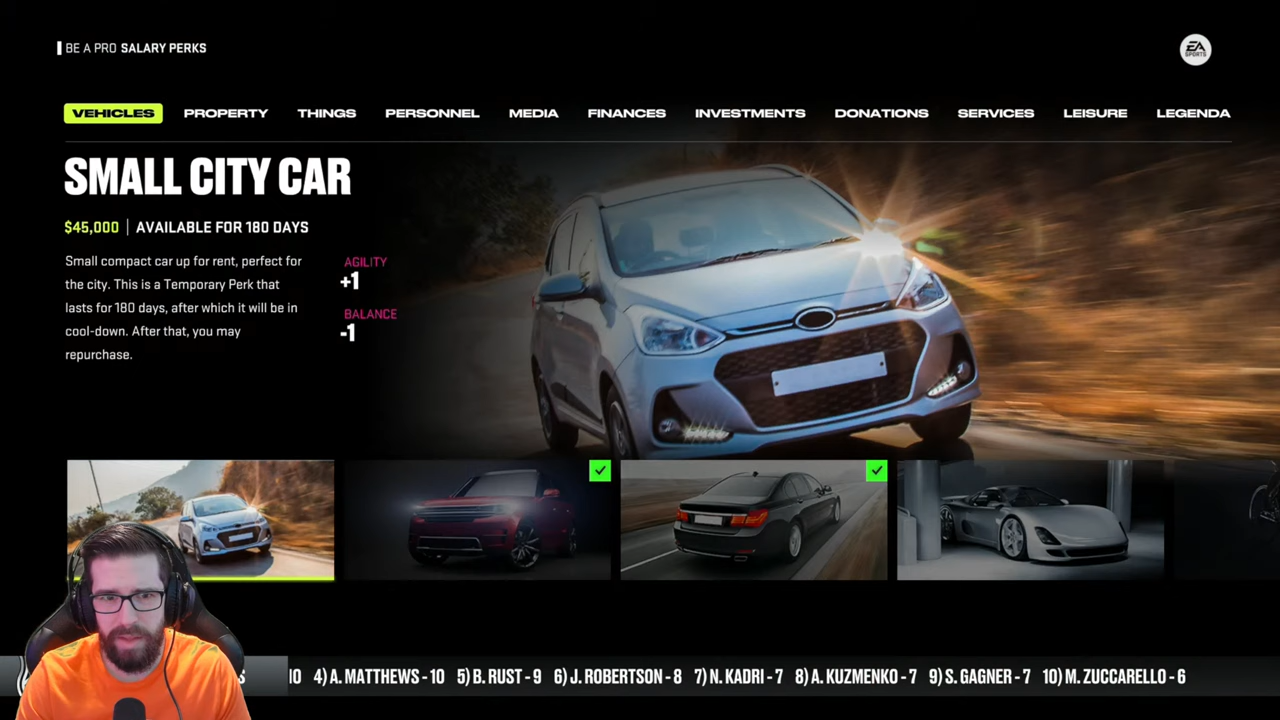 BE A PRO SALARY PERKS
EA
SPORTS
VEHICLES PROPERTY THINGS PERSONNEL MEDIA FINANCES INVESTMENTS DONATIONS SERVICES LEISURE LEGENDA
SMALL CITY CAR
$45,000 | AVAILABLE FOR 180 DAYS
Small compact car up for rent, perfect for
the city. This is a Temporary Perk that
lasts for 180 days, after which it will be in
cool-down. After that, you may
repurchase.
AGILITY
+1
BALANCE
-1
S 10 4) A. MATTHEWS - 10 5) B. RUST - 9 6) J. ROBERTSON - 8 7) N. KADRI - 7 8) A. KUZMENKO - 7 9) S. GAGNER - 7 10) M. ZUCCARELLO - 6